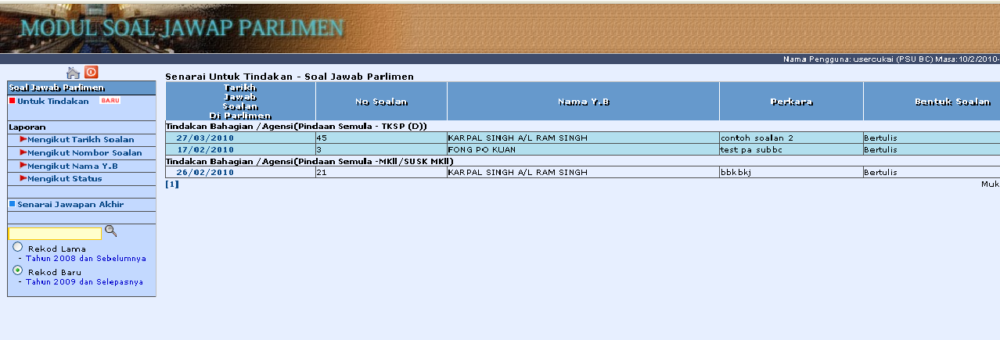 MODUL SOAL JAWAP PARLIMEN
Nama Pengguna: useroukai (PSU BC) Masa:10/2/2010-
Soal Jawab Parlimen
Untuk Tindakan BARU
Laporan
Mengikut Tarikh Soalan
Mengikut Nombor Soalan
Mengikut Nama Y.B
Mengikut Status
Senarai Jawapan Akhir
Rekod Lama
- Tahun 2008 dan Sebelumnya
Rekod Baru
- Tahun 2009 dan Selepasnya
Senarai Untuk Tindakan - Soal Jawab Parlimen
Tarikh
Jawab
Soalan
Di Parlimen
No Soalan
Nama Y.B
Perkara
Bentuk Soalan
Tindakan Bahagian /Agensi(Pindaan Semula - TKSP (D))
27/03/2010 45 KARPAL SINGH A/L RAM SINGH contoh soalan 2 Bertulis
17/02/2010 3 FONG PO KUAN test pa subbc Bertulis
Tindakan Bahagian /Agensi(Pindaan Semula -MKII/SUSK MKII)
26/02/2010 21 KARPAL SINGH A/L RAM SINGH bbkbkj Bertulis
[1]
Muk